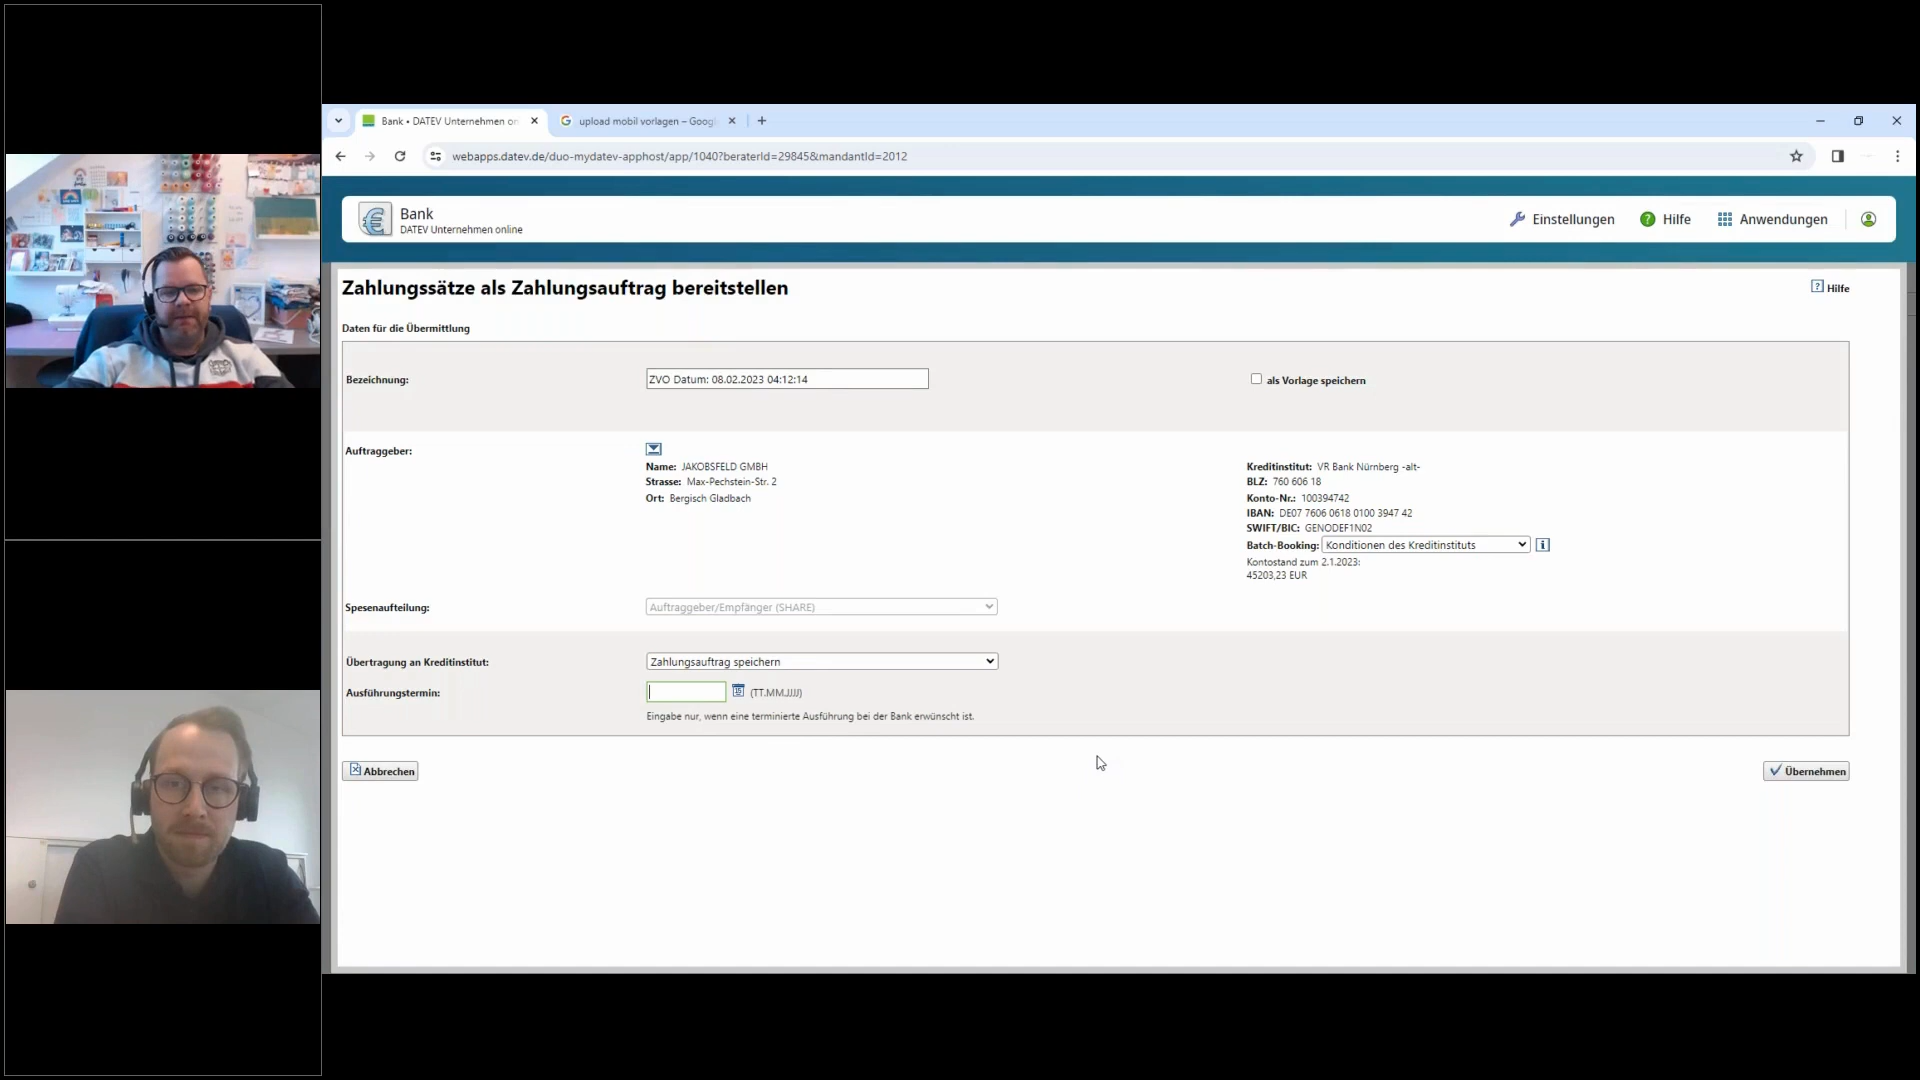 Bank • DATEV Unternehmen on
upload mobil vorlagen – Googl
webapps.datev.de/duo-mydatev-apphost/app/1040?beraterId=29845&mandantId=2012
Bank
DATEV Unternehmen online
Einstellungen
Hilfe
Anwendungen
Zahlungssätze als Zahlungsauftrag bereitstellen
Hilfe
Daten für die Übermittlung
Bezeichnung:
ZVO Datum: 08.02.2023 04:12:14
als Vorlage speichern
Auftraggeber:
Name: JAKOBSFELD GMBH
Strasse: Max-Pechstein-Str. 2
Ort: Bergisch Gladbach
Kreditinstitut: VR Bank Nürnberg -alt-
BLZ: 760 606 18
Konto-Nr.: 100394742
IBAN: DE07 7606 0618 0100 3947 42
SWIFT/BIC: GENODEF1N02
Batch-Booking: Konditionen des Kreditinstituts
Kontostand zum 2.1.2023:
45203,23 EUR
Spesenaufteilung:
Auftraggeber/Empfänger (SHARE)
Übertragung an Kreditinstitut:
Zahlungsauftrag speichern
Ausführungstermin:
(TT.MM.JJJJ)
Eingabe nur, wenn eine terminierte Ausführung bei der Bank erwünscht ist.
Abbrechen
Übernehmen